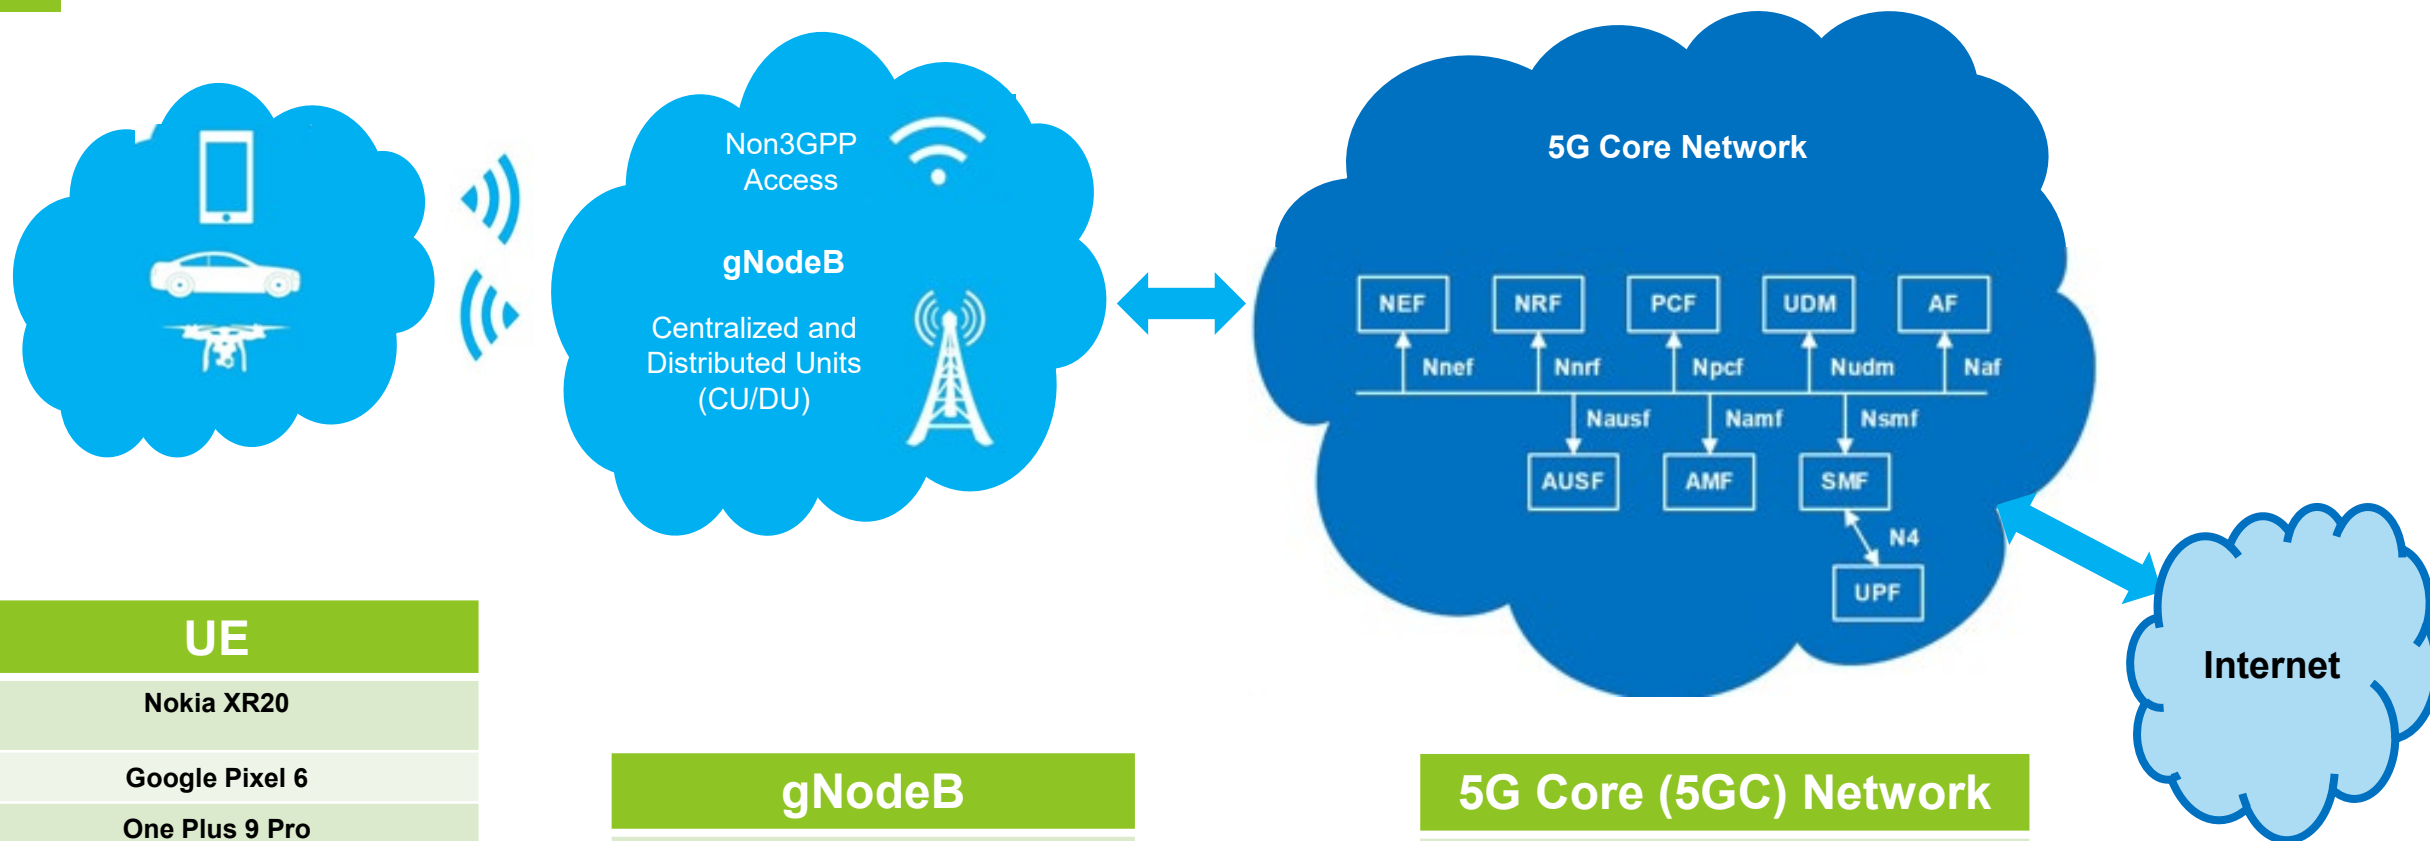 Non3GPP
Access
gNodeB
Centralized and
Distributed Units
(CU/DU)
5G Core Network
NEF
NRF
PCF
UDM
AF
Nnef
Nnrf
Npcf
Nudm
Naf
Nausf
Namf
Nsmf
AUSF
AMF
SMF
N4
UPF
Internet
UE
Nokia XR20
Google Pixel 6
One Plus 9 Pro
gNodeB
5G Core (5GC) Network